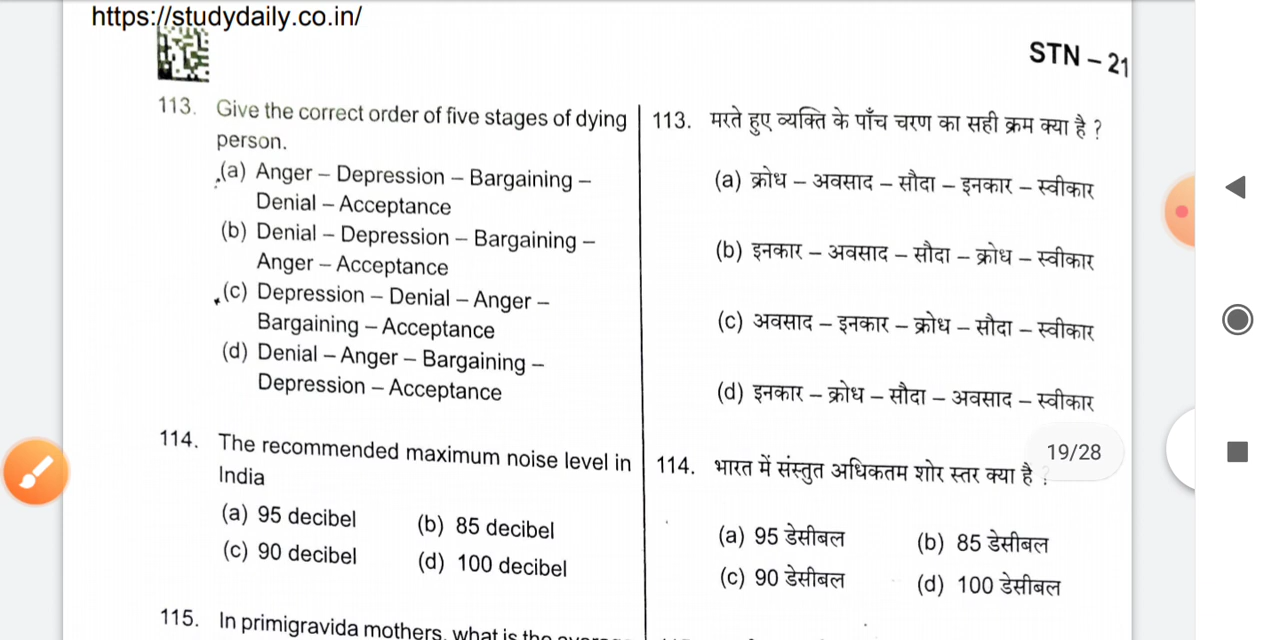 https://studydaily.co.in/
STN – 21
113. Give the correct order of five stages of dying
person.
(a) Anger – Depression – Bargaining –
Denial – Acceptance
(b) Denial – Depression – Bargaining –
Anger – Acceptance
(c) Depression – Denial – Anger –
Bargaining – Acceptance
(d) Denial – Anger – Bargaining –
Depression – Acceptance
114. The recommended maximum noise level in
India
(a) 95 decibel (b) 85 decibel
(c) 90 decibel (d) 100 decibel
115. In primigravida mothers, what is the
113. मरते हुए व्यक्ति के पाँच चरण का सही क्रम क्या है ?
(a) क्रोध – अवसाद – सौदा – इनकार – स्वीकार
(b) इनकार – अवसाद – सौदा – क्रोध – स्वीकार
(c) अवसाद – इनकार – क्रोध – सौदा – स्वीकार
(d) इनकार – क्रोध – सौदा – अवसाद – स्वीकार
19/28
114. भारत में संस्तुत अधिकतम शोर स्तर क्या है ?
(a) 95 डेसीबल (b) 85 डेसीबल
(c) 90 डेसीबल (d) 100 डेसीबल